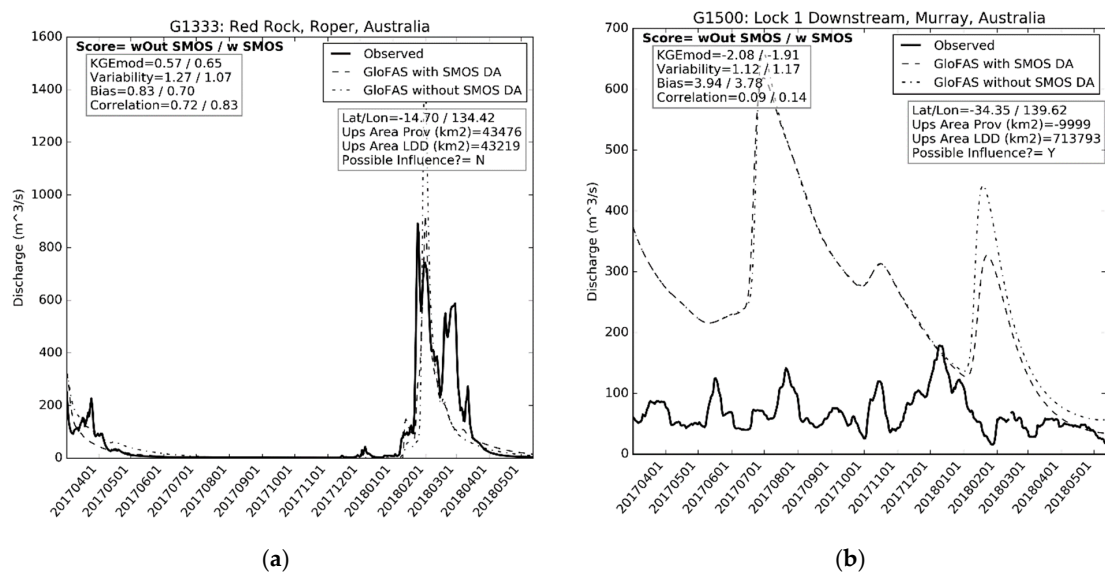 G1333: Red Rock, Roper, Australia
Score= wOut SMOS / w SMOS
KGEmod=0.57 / 0.65
Variability=1.27 / 1.07
Bias=0.83 / 0.70
Correlation=0.72 / 0.83
Observed
GloFAS with SMOS DA
GloFAS without SMOS DA
Lat/Lon=-14.70 / 134.42
Ups Area Prov (km2)=43476
Ups Area LDD (km2)=43219
Possible Influence?= N
Discharge (m^3/s)
1600
1400
1200
1000
800
600
400
200
0
20170401
20170501
20170601
20170701
20170801
20170901
20171001
20171101
20171201
20180101
20180201
20180301
20180401
20180501
(a)
G1500: Lock 1 Downstream, Murray, Australia
Score= wOut SMOS / w SMOS
KGEmod=-2.08 / -1.91
Variability=1.12 / 1.17
Bias=3.94 / 3.78
Correlation=0.09 / 0.14
Observed
GloFAS with SMOS DA
GloFAS without SMOS DA
Lat/Lon=-34.35 / 139.62
Ups Area Prov (km2)=-9999
Ups Area LDD (km2)=713793
Possible Influence?= Y
Discharge (m^3/s)
700
600
500
400
300
200
100
0
20170401
20170501
20170601
20170701
20170801
20170901
20171001
20171101
20171201
20180101
20180201
20180301
20180401
20180501
(b)